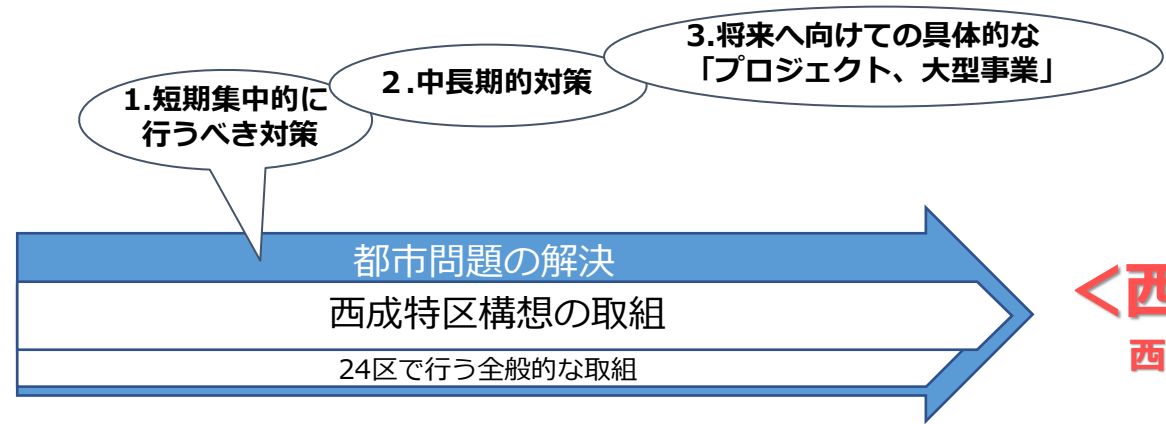 1.短期集中的に
行うべき対策
2.中長期的対策
3.将来へ向けての具体的な
「プロジェクト、大型事業」
都市問題の解決
西成特区構想の取組
24区で行う全般的な取組
<西
西